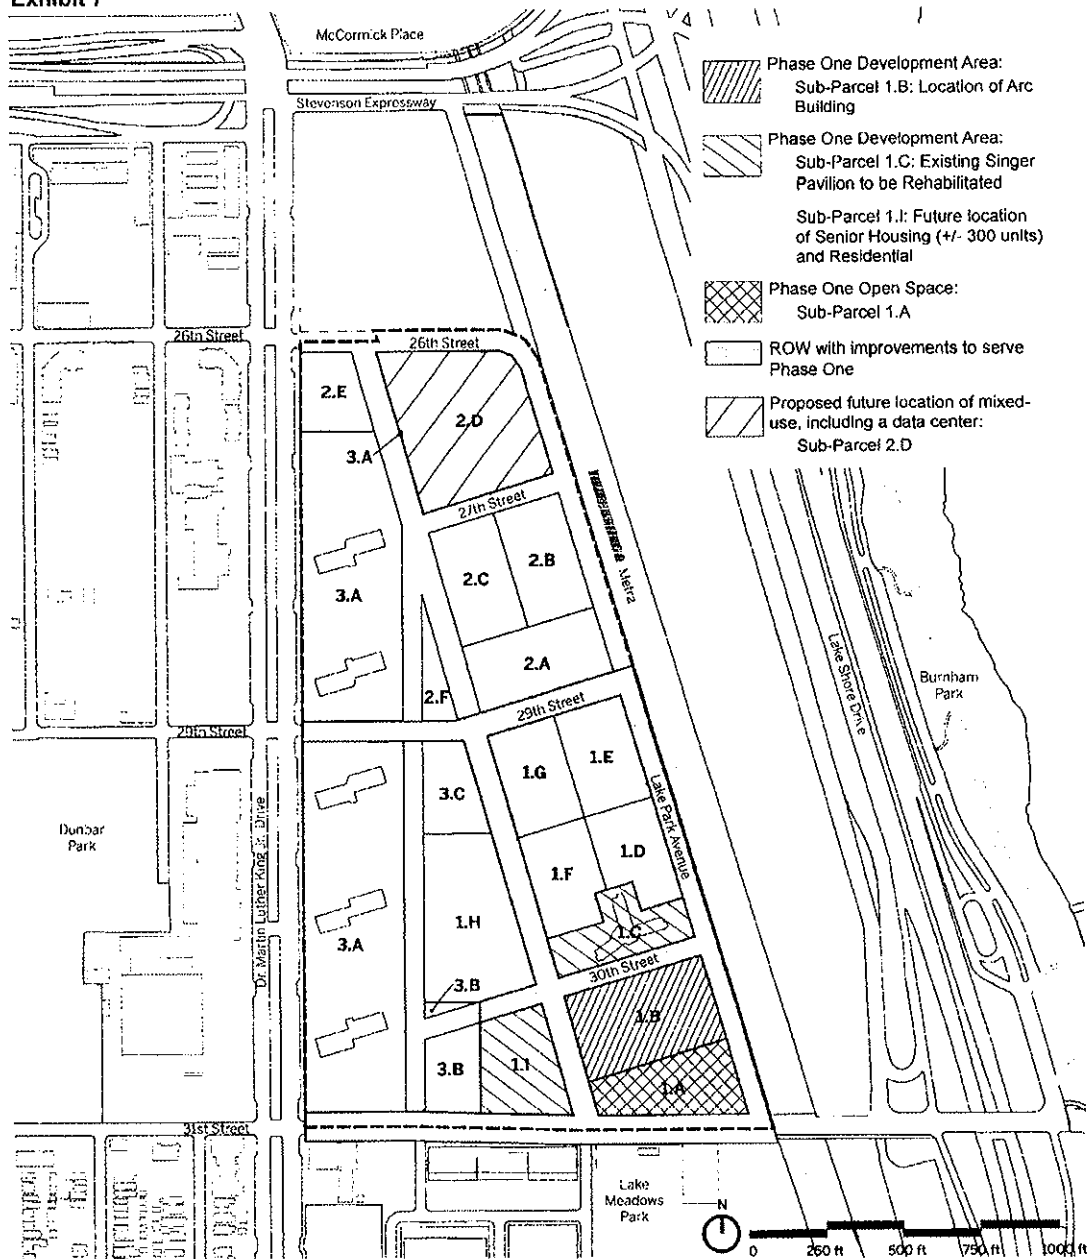 Exhibit 7
McCormick Place
Stevenson Expressway
Phase One Development Area:
Sub-Parcel 1.B: Location of Arc
Building
Phase One Development Area:
Sub-Parcel 1.C: Existing Singer
Pavilion to be Rehabilitated
Sub-Parcel 1.I: Future location
of Senior Housing (+/- 300 units)
and Residential
Phase One Open Space:
Sub-Parcel 1.A
ROW with improvements to serve
Phase One
Proposed future location of mixed-
use, including a data center:
Sub-Parcel 2.D
26th Street
26th Street
2.E
2.D
3.A
27th Street
2.C
2.B
Metra
3.A
2.A
2.F
29th Street
29th Street
Lake Shore Drive
Burnham
Park
1.G
1.E
3.C
Lake Park Avenue
Dunbar
Park
Dr. Martin Luther King Jr. Drive
1.F
1.D
3.A
1.H
1.C
30th Street
3.B
1.B
3.B
1.I
1.A
31st Street
Lake
Meadows
Park
N
0
250 ft
500 ft
750 ft
1000 ft